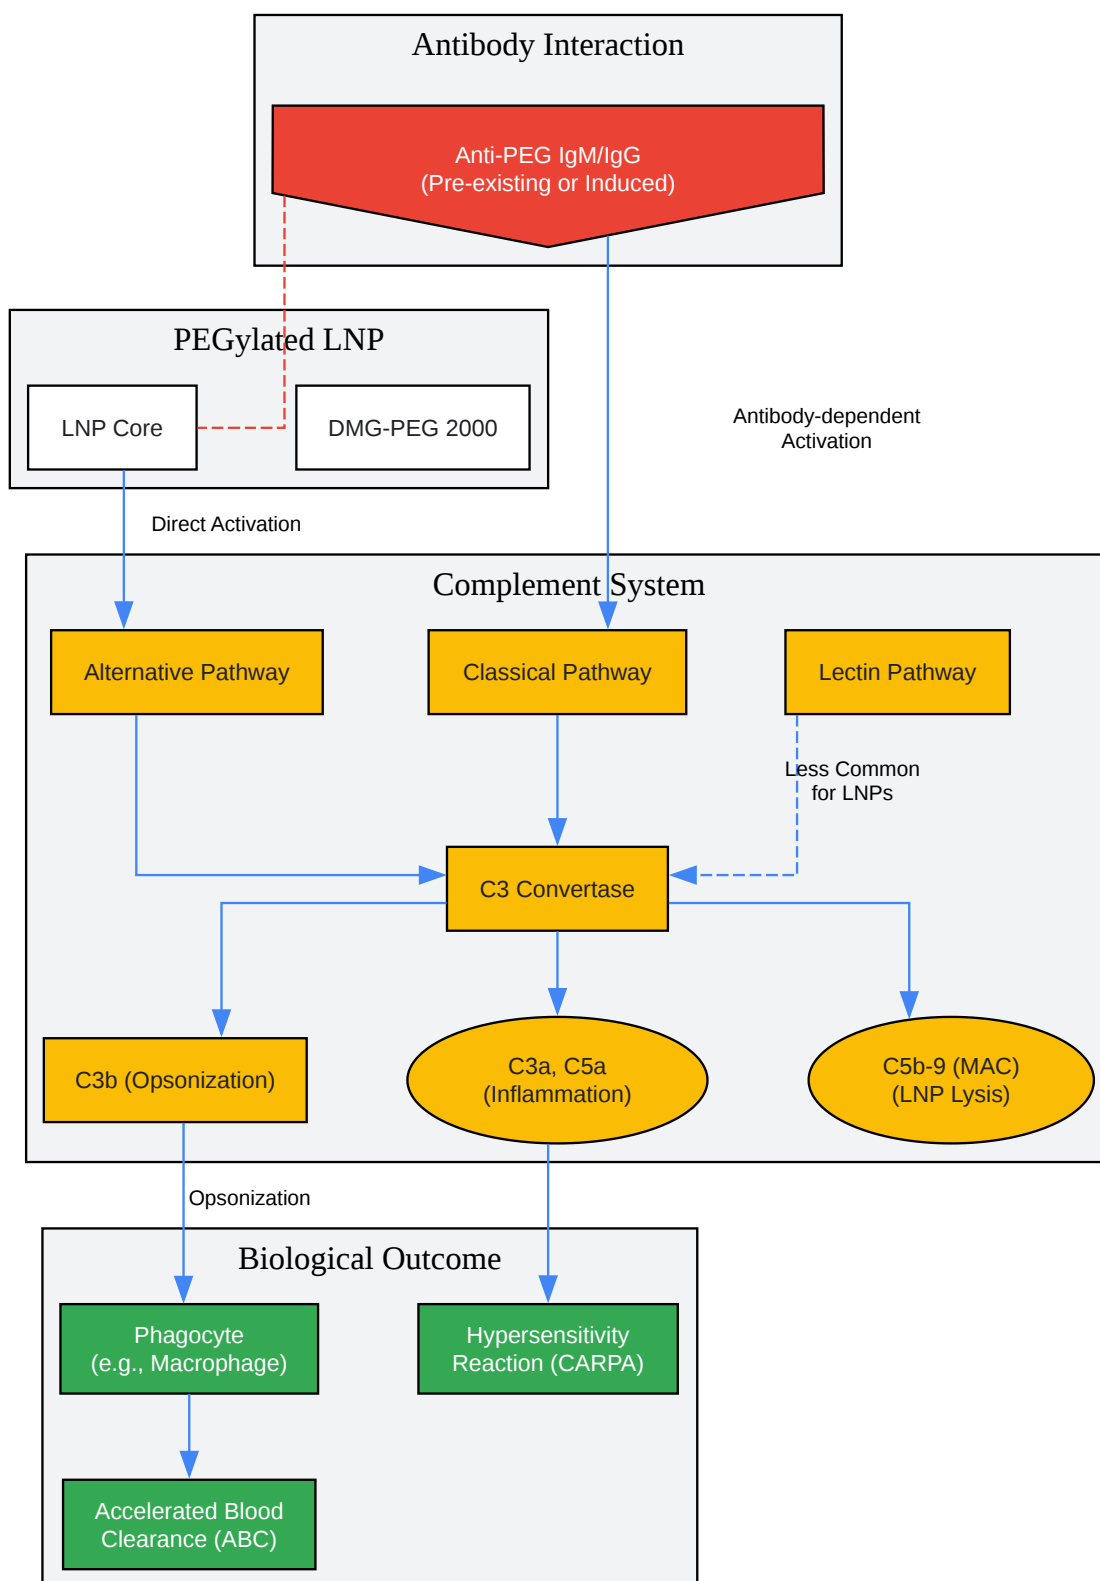 Antibody Interaction
Anti-PEG IgM/IgG
(Pre-existing or Induced)
PEGylated LNP
LNP Core
DMG-PEG 2000
Antibody-dependent
Activation
Direct Activation
Complement System
Alternative Pathway
Classical Pathway
Lectin Pathway
Less Common
for LNPs
C3 Convertase
C3b (Opsonization)
C3a, C5a
(Inflammation)
C5b-9 (MAC)
(LNP Lysis)
Opsonization
Biological Outcome
Phagocyte
(e.g., Macrophage)
Hypersensitivity
Reaction (CARPA)
Accelerated Blood
Clearance (ABC)